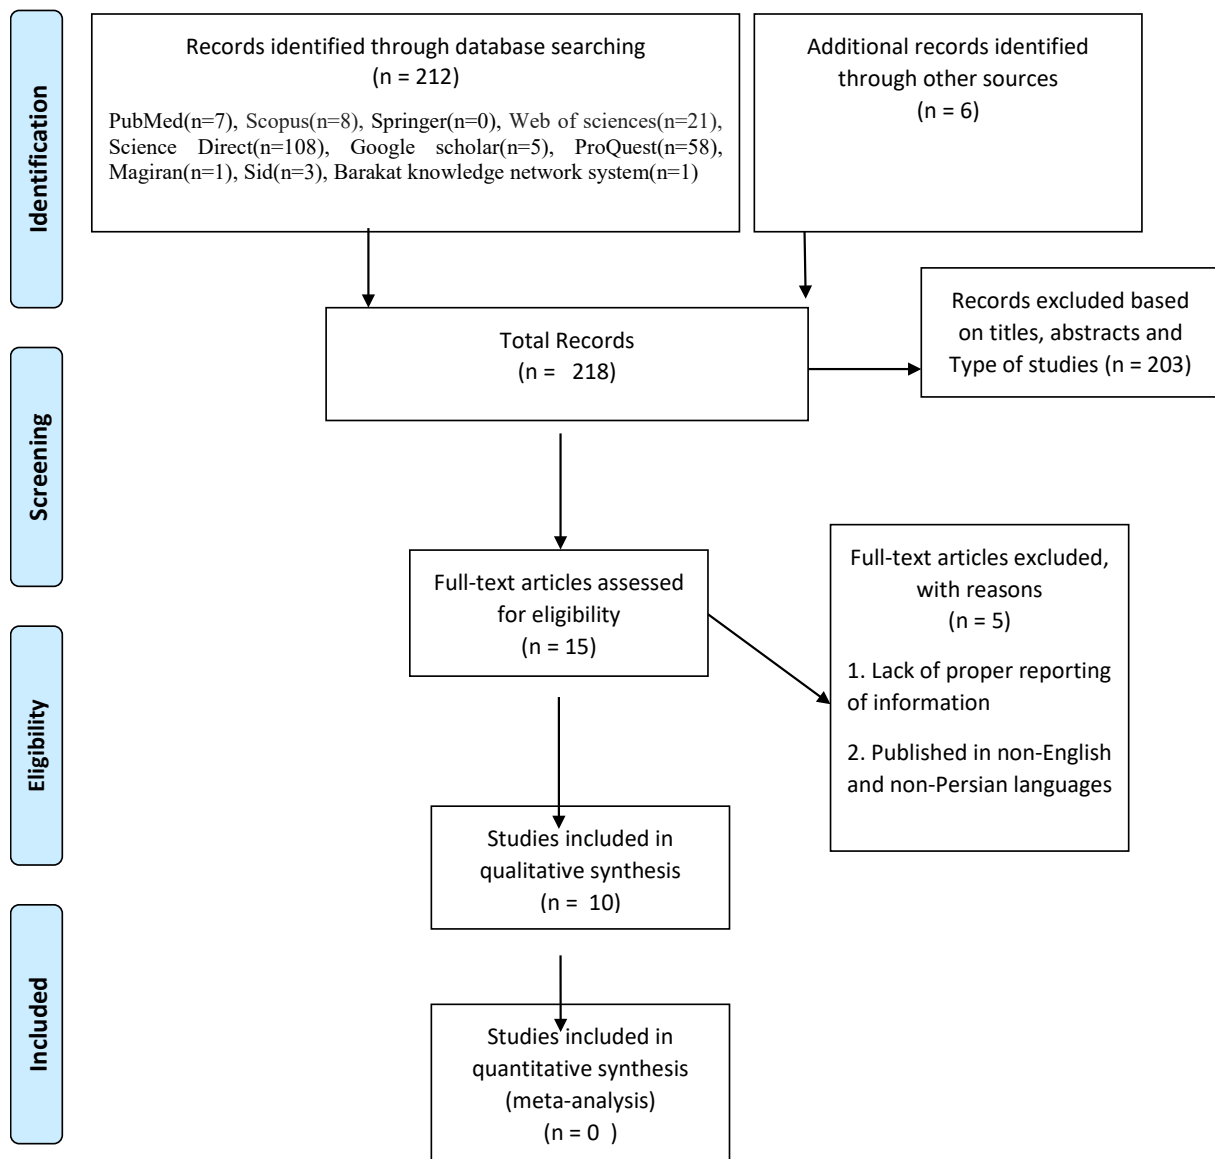 Identification
Records identified through database searching
(n = 212)
PubMed(n=7), Scopus(n=8), Springer(n=0), Web of sciences(n=21),
Science Direct(n=108), Google scholar(n=5), ProQuest(n=58),
Magiran(n=1), Sid(n=3), Barakat knowledge network system(n=1)
Additional records identified
through other sources
(n = 6)
Records excluded based
on titles, abstracts and
Type of studies (n = 203)
Total Records
(n = 218)
Screening
Full-text articles assessed
for eligibility
(n = 15)
Full-text articles excluded,
with reasons
(n = 5)
1. Lack of proper reporting
of information
2. Published in non-English
and non-Persian languages
Eligibility
Studies included in
qualitative synthesis
(n = 10)
Included
Studies included in
quantitative synthesis
(meta-analysis)
(n = 0 )